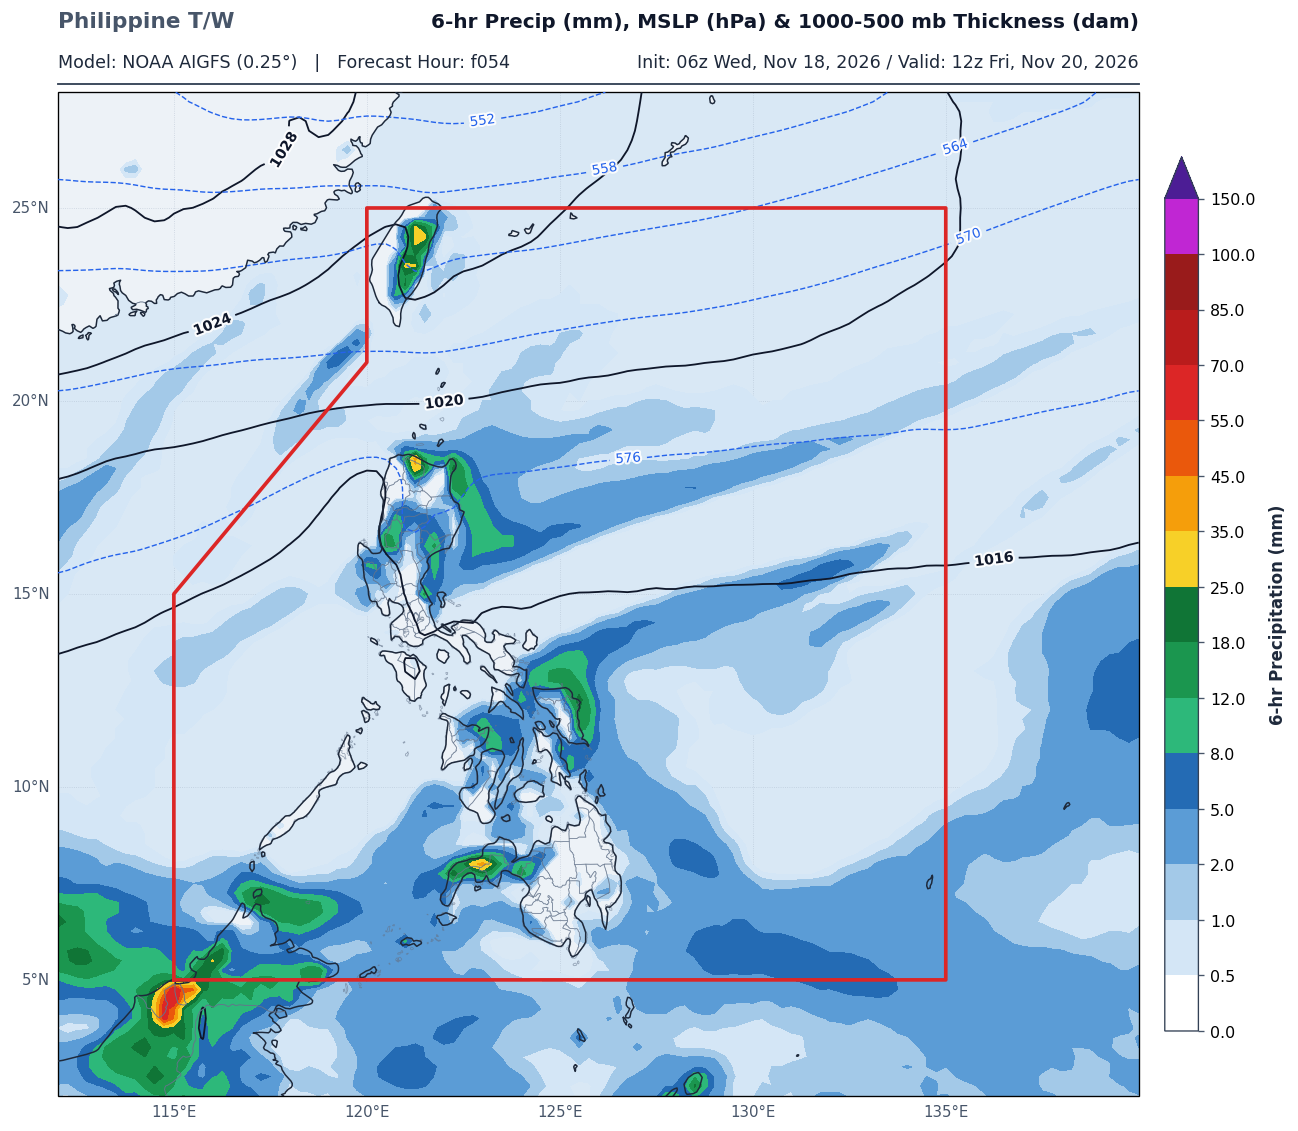 Philippine T/W
6-hr Precip (mm), MSLP (hPa) & 1000-500 mb Thickness (dam)
Model: NOAA AIGFS (0.25°) | Forecast Hour: f054
Init: 06z Wed, Nov 18, 2026 / Valid: 12z Fri, Nov 20, 2026
552
1028
558
564
150.0
25°N
570
100.0
1024
85.0
70.0
20°N
1020
55.0
576
45.0
35.0
1016
15°N
25.0
18.0
12.0
8.0
10°N
5.0
2.0
1.0
5°N
0.5
0.0
6-hr Precipitation (mm)
115°E
120°E
125°E
130°E
135°E